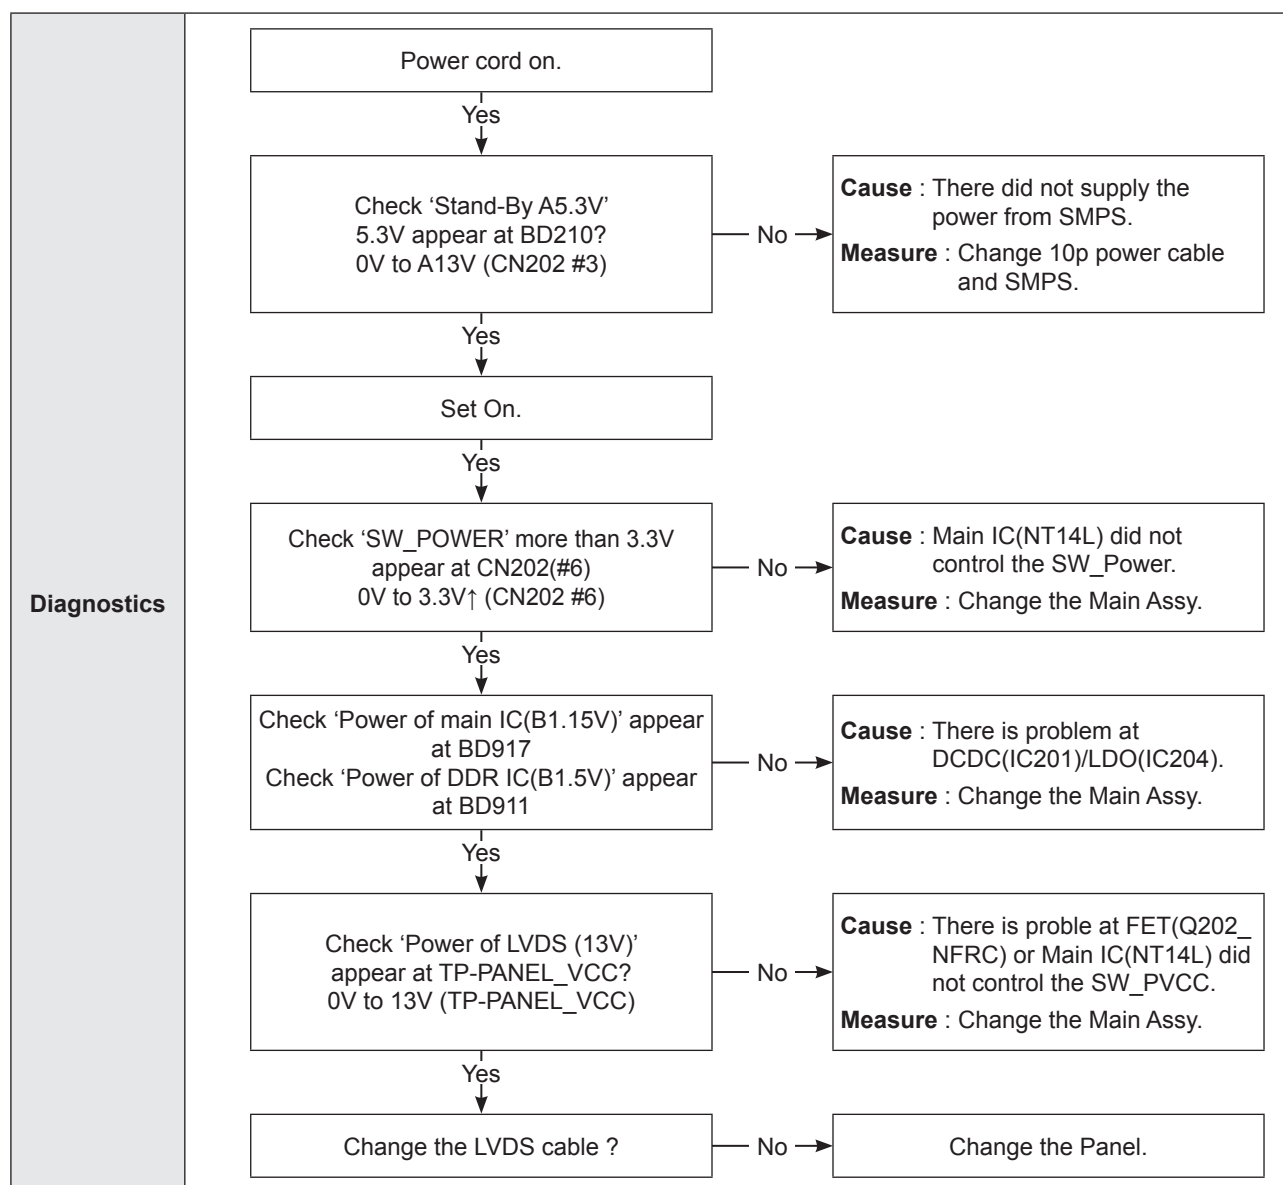 Diagnostics
Power cord on.
Yes
Check ‘Stand-By A5.3V’
5.3V appear at BD210?
0V to A13V (CN202 #3)
No
Cause : There did not supply the
power from SMPS.
Measure : Change 10p power cable
and SMPS.
Yes
Set On.
Yes
Check ‘SW_POWER’ more than 3.3V
appear at CN202(#6)
0V to 3.3V↑ (CN202 #6)
No
Cause : Main IC(NT14L) did not
control the SW_Power.
Measure : Change the Main Assy.
Yes
Check ‘Power of main IC(B1.15V)’ appear
at BD917
Check ‘Power of DDR IC(B1.5V)’ appear
at BD911
No
Cause : There is problem at
DCDC(IC201)/LDO(IC204).
Measure : Change the Main Assy.
Yes
Check ‘Power of LVDS (13V)’
appear at TP-PANEL_VCC?
0V to 13V (TP-PANEL_VCC)
No
Cause : There is proble at FET(Q202_
NFRC) or Main IC(NT14L) did
not control the SW_PVCC.
Measure : Change the Main Assy.
Yes
Change the LVDS cable ?
No
Change the Panel.